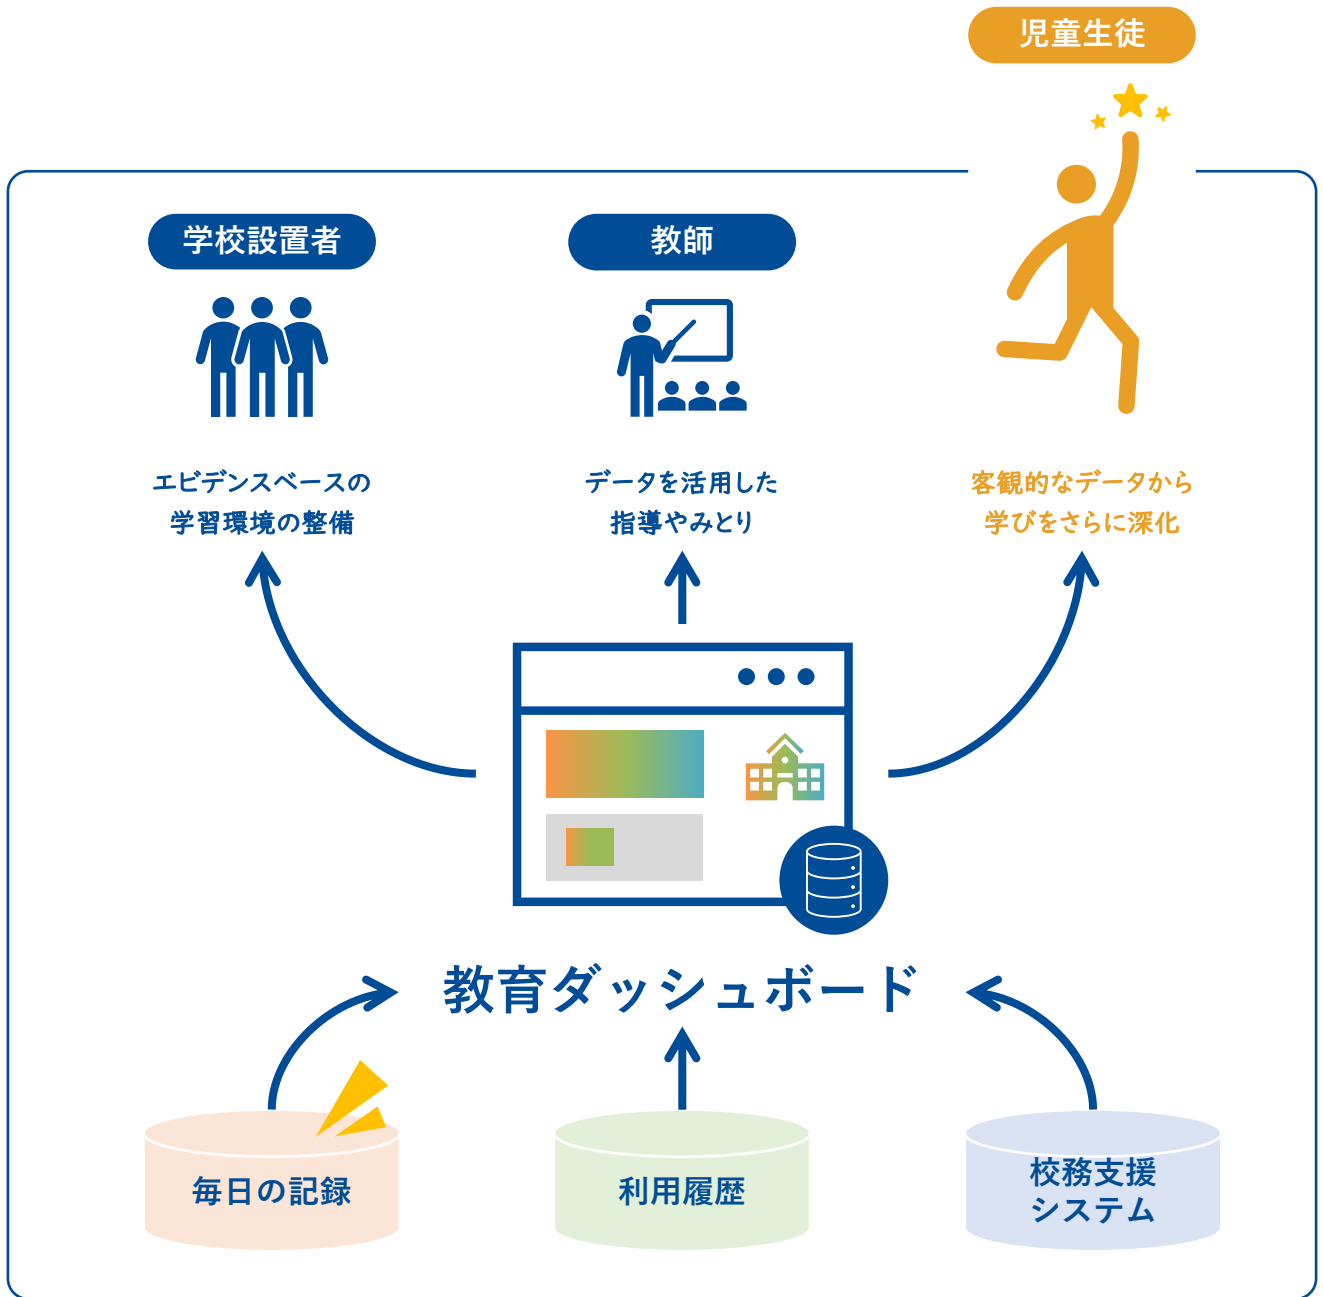 児童生徒
学校設置者
教師
エビデンスベースの
学習環境の整備
データを活用した
指導やみとり
客観的なデータから
学びをさらに深化
教育ダッシュボード
毎日の記録
利用履歴
校務支援
システム